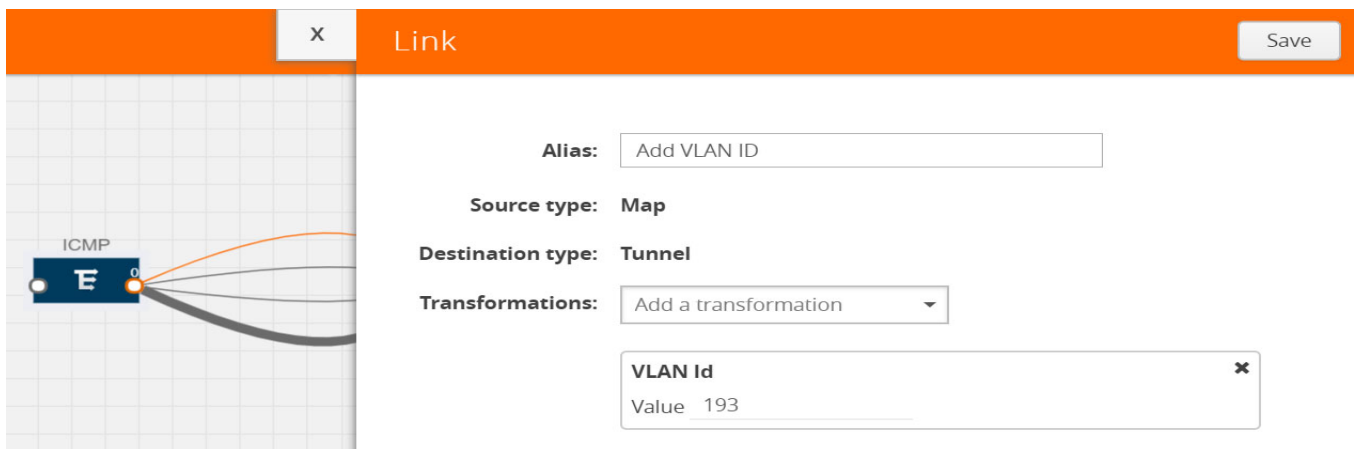 X
Link
Save
Alias: Add VLAN ID
Source type: Map
Destination type: Tunnel
Transformations: Add a transformation
VLAN Id
Value 193
ICMP
0